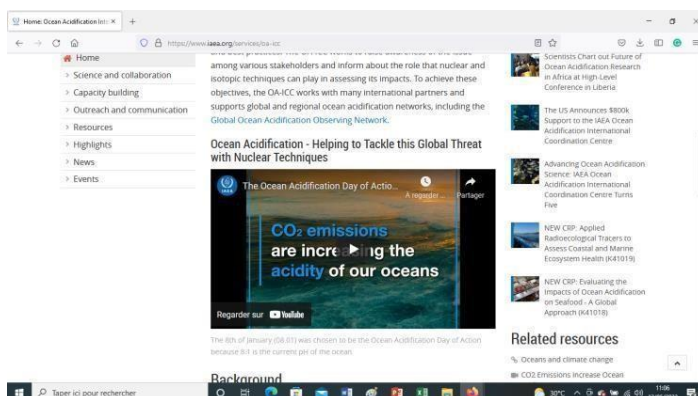 Home: Ocean Acidification Inte
https://www.iaea.org/services/oa-icc
Home
Science and collaboration
Capacity building
Outreach and communication
Resources
Highlights
News
Events
among various stakeholders and inform about the role that nuclear and
isotopic techniques can play in assessing its impacts. To achieve these
objectives, the OA-ICC works with many international partners and
supports global and regional ocean acidification networks, including the
Global Ocean Acidification Observing Network.
Ocean Acidification - Helping to Tackle this Global Threat
with Nuclear Techniques
IAEA
The Ocean Acidification Day of Actio...
A regarder ...
Partager
CO₂ emissions
are increasing the
acidity of our oceans
Regarder sur YouTube
The 8th of January (08.01) was chosen to be the Ocean Acidification Day of Action
because 8.1 is the current pH of the ocean.
Background
Scientists Chart out Future of
Ocean Acidification Research
in Africa at High-Level
Conference in Liberia
The US Announces $800k
Support to the IAEA Ocean
Acidification International
Coordination Centre
Advancing Ocean Acidification
Science: IAEA Ocean
Acidification International
Coordination Centre Turns
Five
NEW CRP: Applied
Radioecological Tracers to
Assess Coastal and Marine
Ecosystem Health (K41019)
NEW CRP: Evaluating the
Impacts of Ocean Acidification
on Seafood - A Global
Approach (K41018)
Related resources
Oceans and climate change
CO2 Emissions Increase Ocean
Taper ici pour rechercher
30°C
11:06